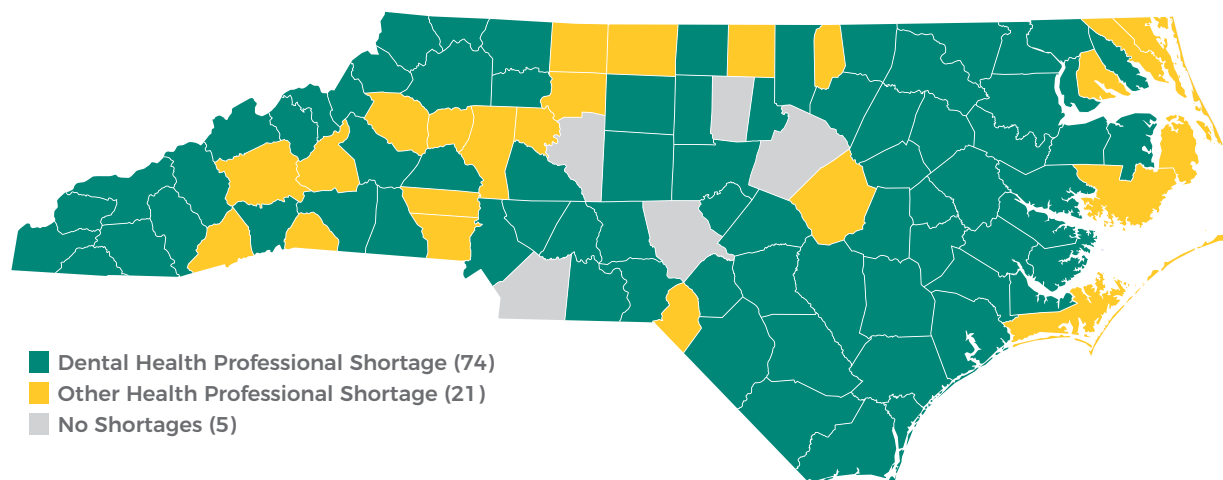 Dental Health Professional Shortage (74)
Other Health Professional Shortage (21)
No Shortages (5)